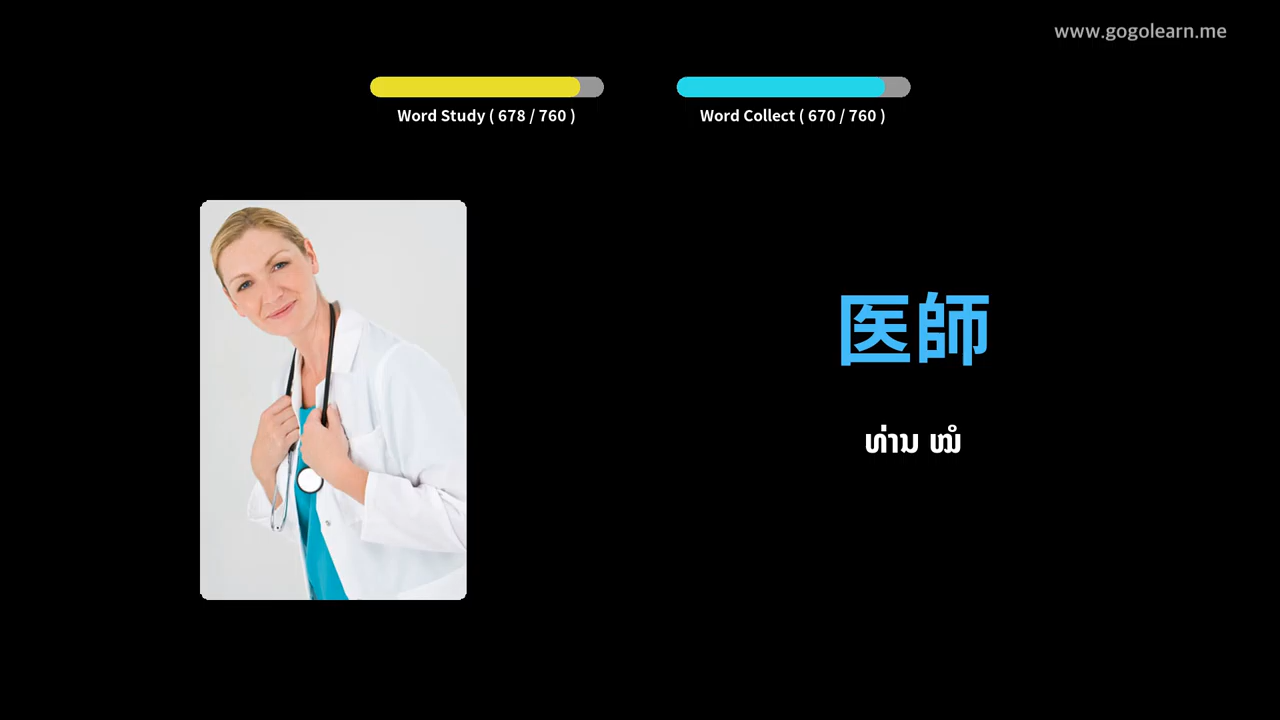 www.gogolearn.me
Word Study ( 678 / 760 )
Word Collect ( 670 / 760 )
医師
ທ່ານ ໝໍ